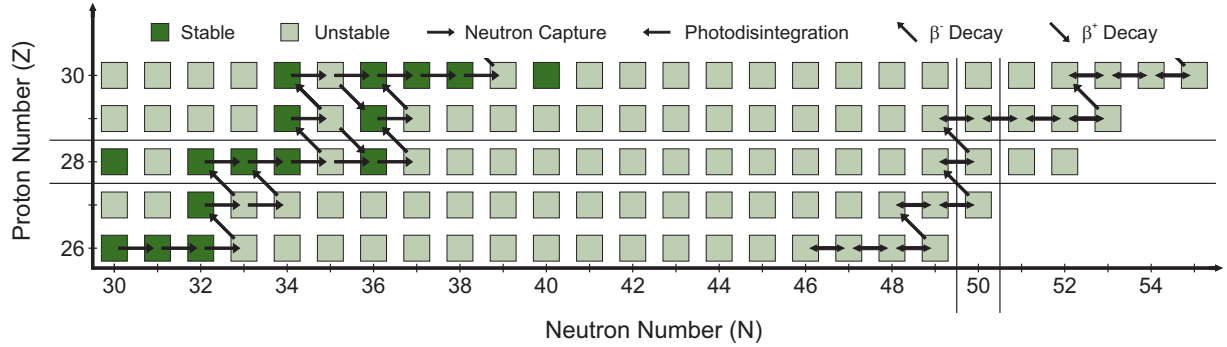 Stable Unstable Neutron Capture Photodisintegration β⁻ Decay β⁺ Decay
Proton Number (Z)
30
28
26
30 32 34 36 38 40 42 44 46 48 50 52 54
Neutron Number (N)